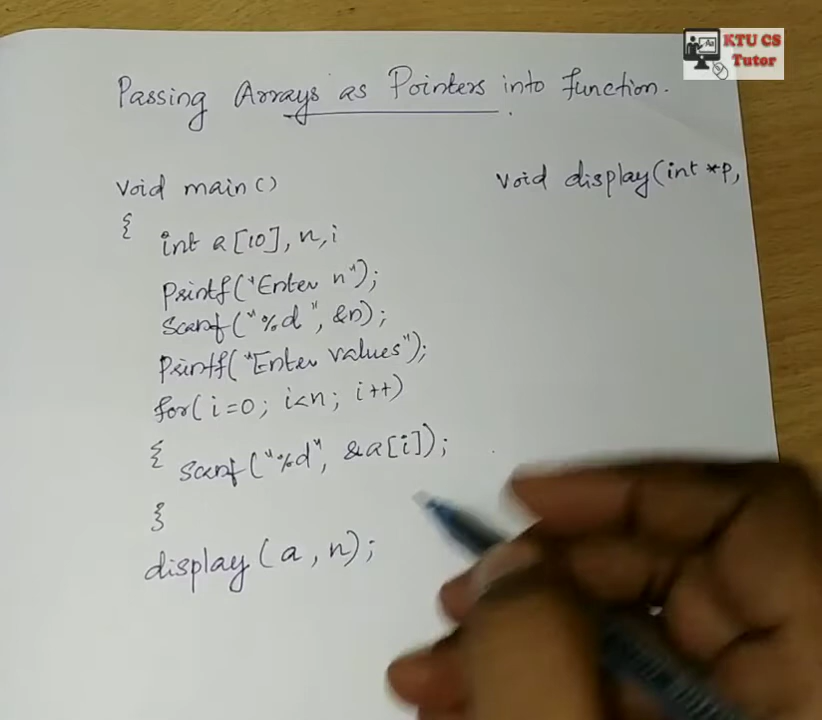 KTU CS
Tutor
Passing Arrays as Pointers into function.
void main()
{
int a[10], n, i
Printf("Enter n");
Scanf("%d", &n);
Printf("Enter values");
for(i=0; i<n; i++)
{ Scanf("%d", &a[i]);
}
display(a, n);
void display(int *p,